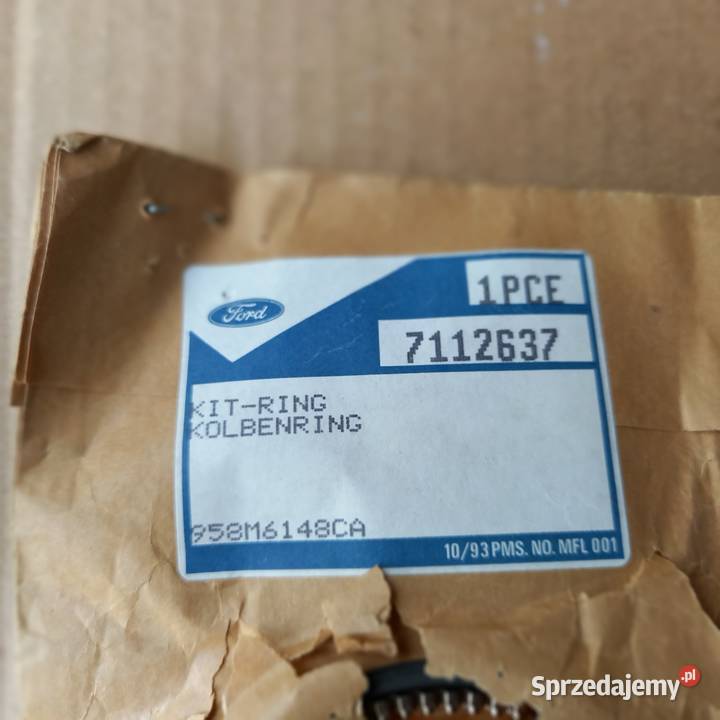 Ford
1PCE
7112637
KIT-RING
KOLBENRING
958M6148CA
10/93 PMS. NO. MFL 001
Sprzedajemy.pl